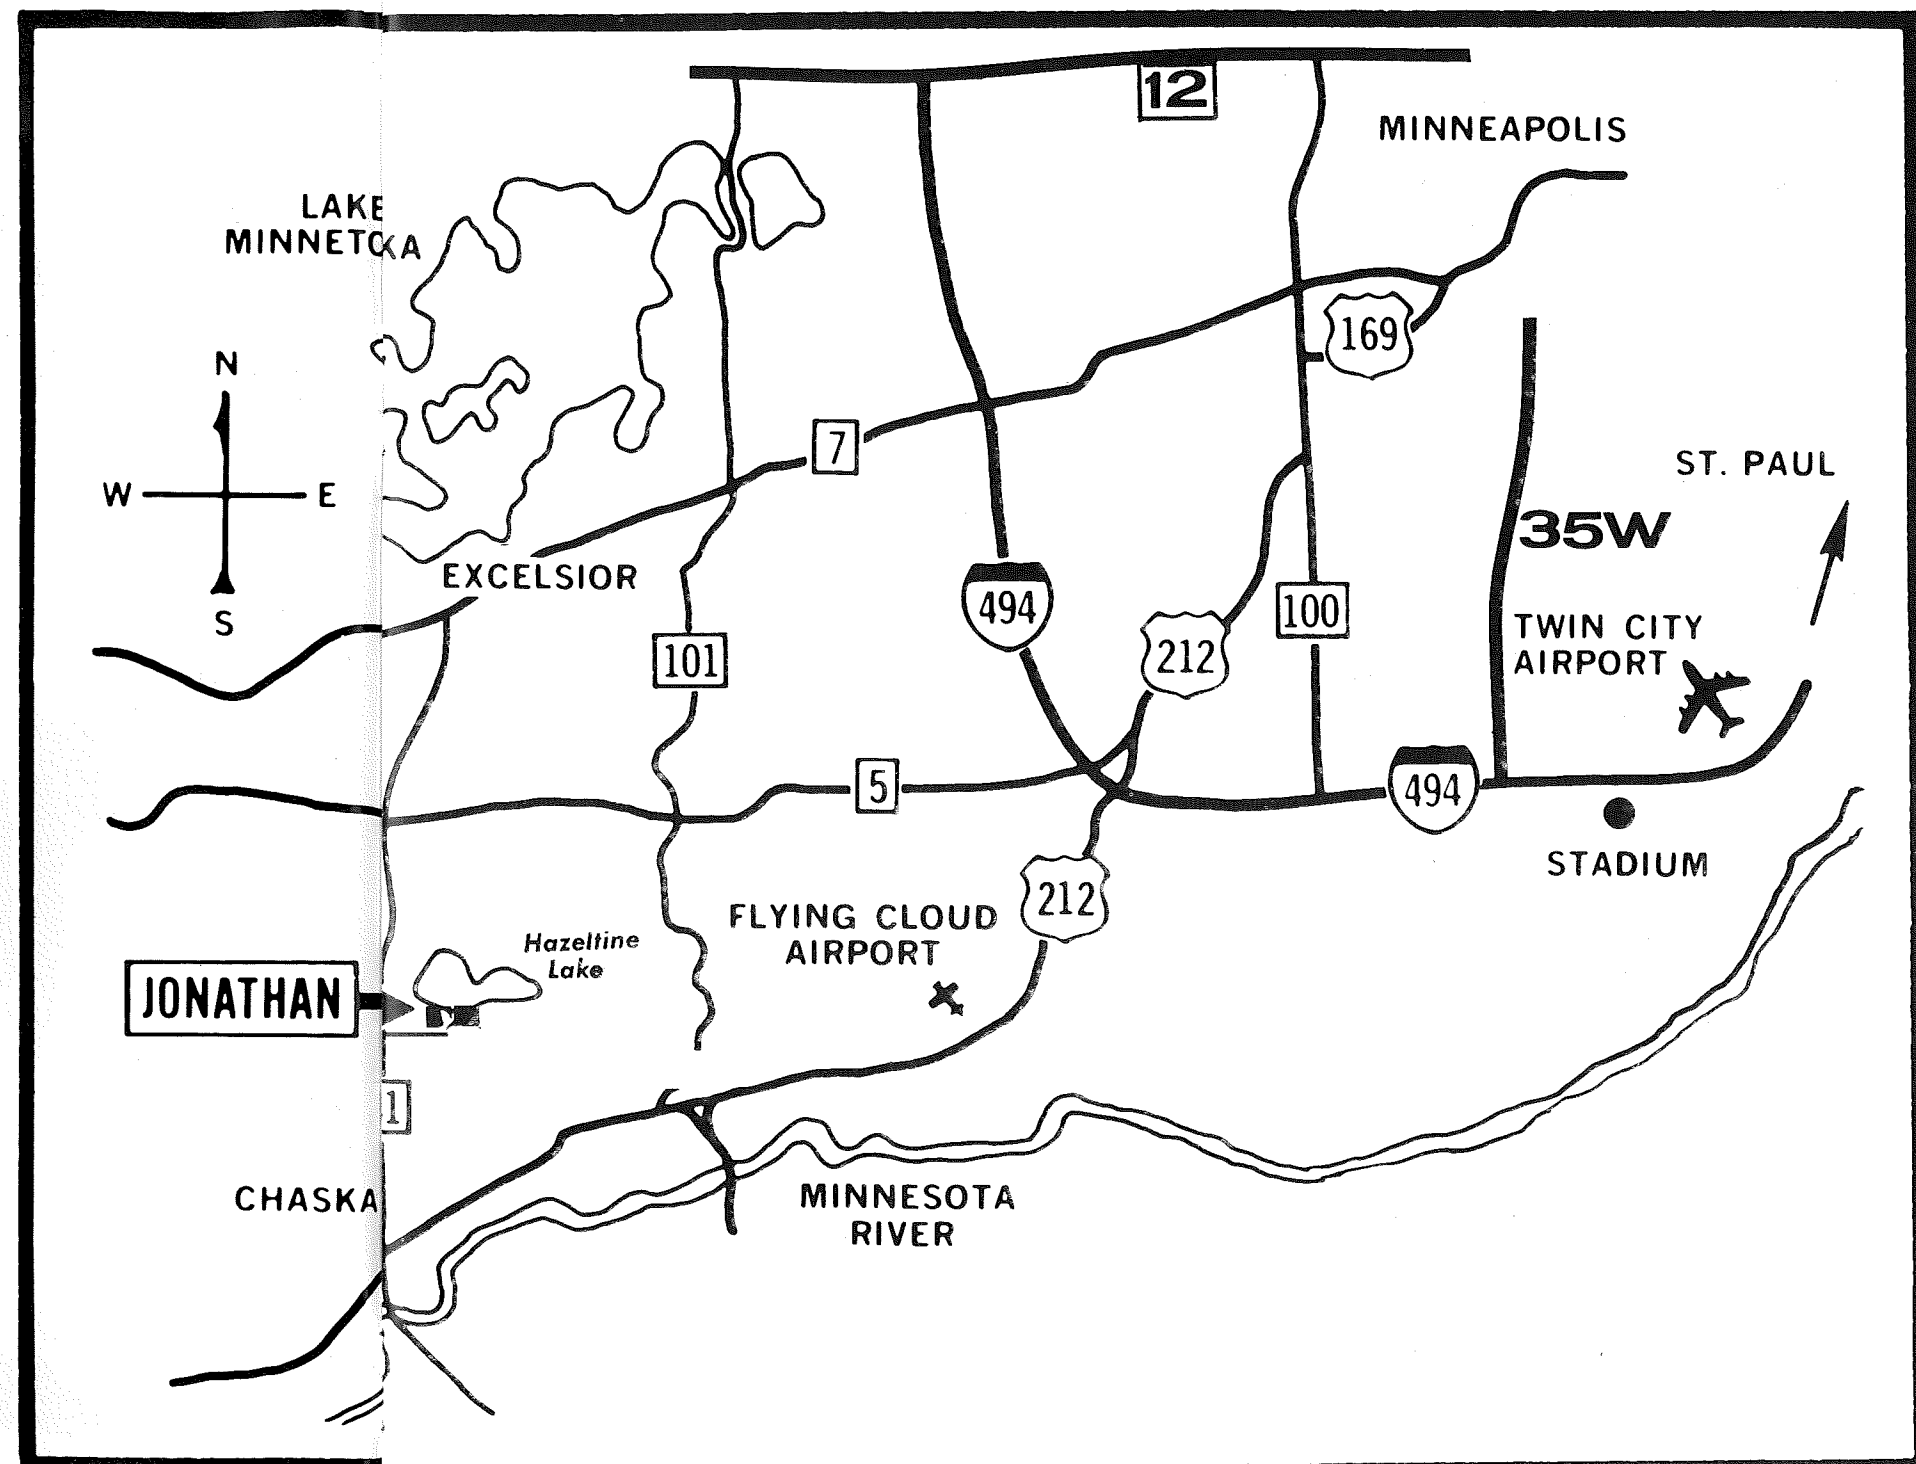 12
MINNEAPOLIS
LAKE
MINNETOKA
169
N
W
E
S
7
ST. PAUL
35W
EXCELSIOR
494
100
TWIN CITY
AIRPORT
212
101
5
494
STADIUM
212
FLYING CLOUD
AIRPORT
Hazeltine
Lake
JONATHAN
1
CHASKA
MINNESOTA
RIVER